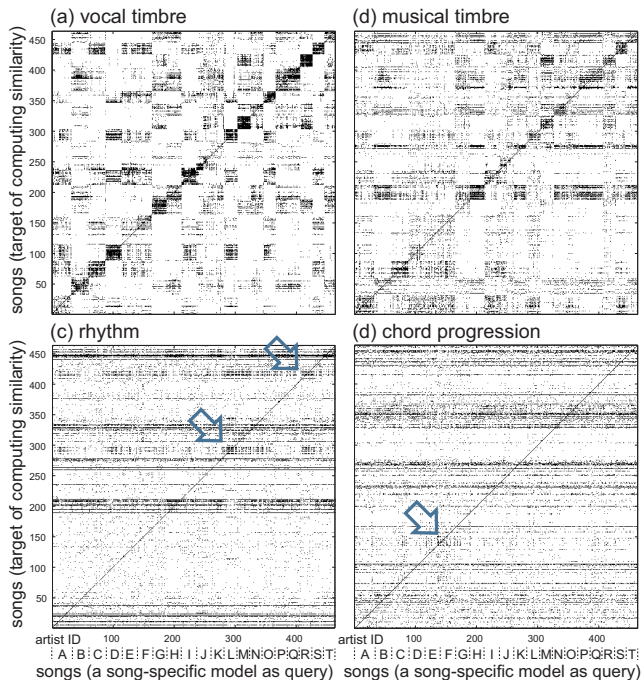 (a) vocal timbre
(d) musical timbre
songs (target of computing similarity)
450
400
350
300
250
200
150
100
50
(c) rhythm
(d) chord progression
songs (target of computing similarity)
450
400
350
300
250
200
150
100
50
artist ID 100 200 300 400
100 200 300 400
A B C D E F G H I J K L M N O P Q R S T
A B C D E F G H I J K L M N O P Q R S T
songs (a song-specific model as query)
songs (a song-specific model as query)